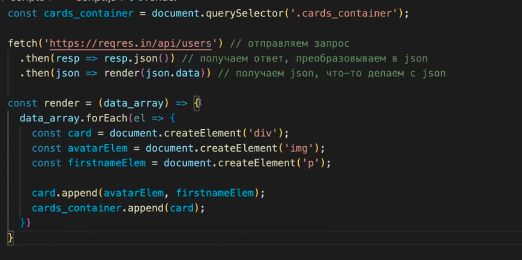 const cards_container = document.querySelector('.cards_container');
fetch('https://reqres.in/api/users') // отправляем запрос
.then(resp => resp.json()) // получаем ответ, преобразовываем в json
.then(json => render(json.data)) // получаем json, что-то делаем с json
const render = (data_array) => {
data_array.forEach(el => {
const card = document.createElement('div');
const avatarElem = document.createElement('img');
const firstnameElem = document.createElement('p');
card.append(avatarElem, firstnameElem);
cards_container.append(card);
})
}